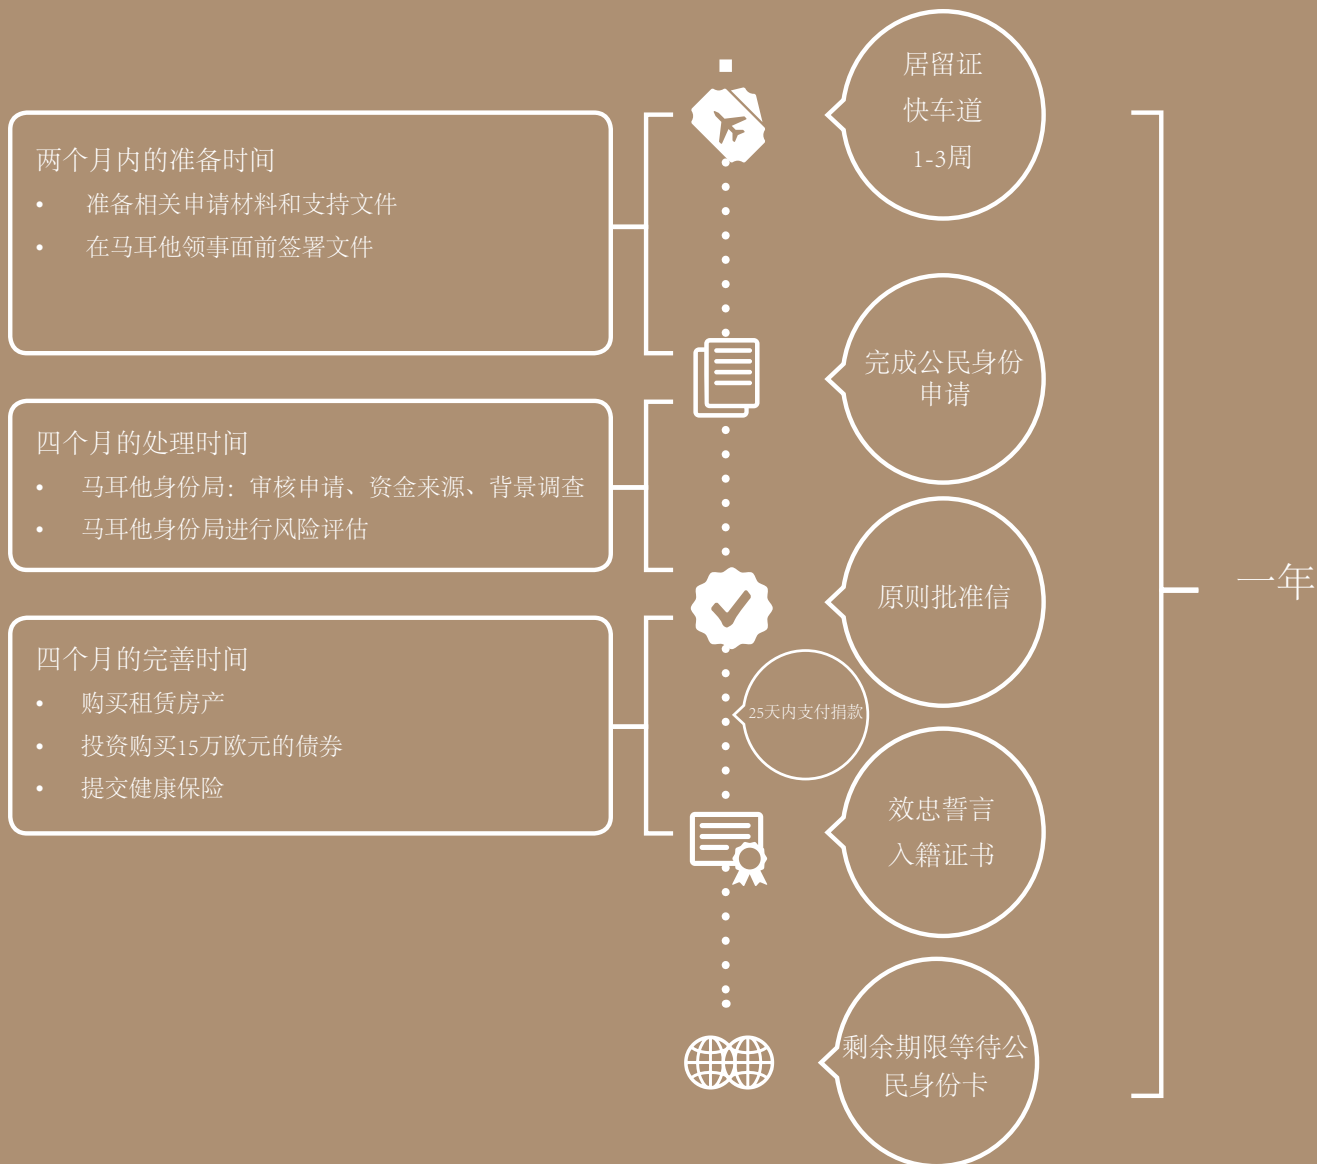 居留证
快车道
1-3周
两个月内的准备时间
• 准备相关申请材料和支持文件
• 在马耳他领事面前签署文件
完成公民身份
申请
四个月的处理时间
• 马耳他身份局：审核申请、资金来源、背景调查
• 马耳他身份局进行风险评估
原则批准信
一年
四个月的完善时间
• 购买租赁房产
• 投资购买15万欧元的债券
• 提交健康保险
25天内支付捐款
效忠誓言
入籍证书
剩余期限等待公
民身份卡